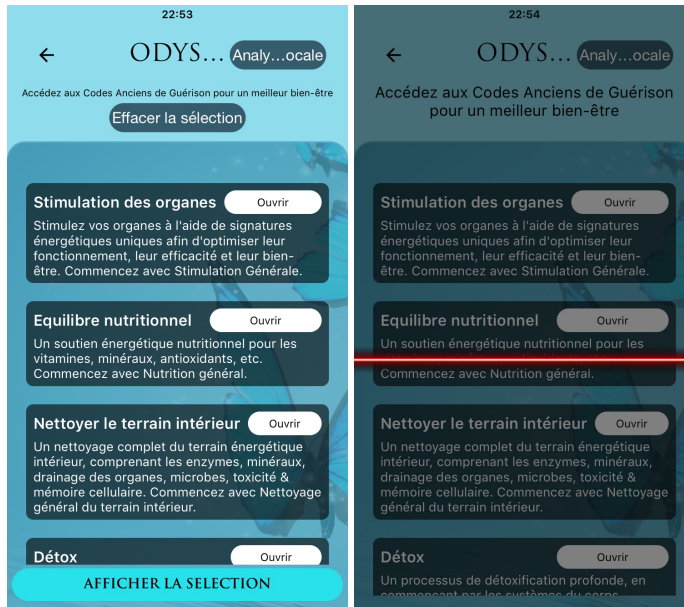 22:53
ODYS... Analy...ocale
Accédez aux Codes Anciens de Guérison pour un meilleur bien-être
Effacer la sélection
Stimulation des organes Ouvrir
Stimulez vos organes à l'aide de signatures
énergétiques uniques afin d'optimiser leur
fonctionnement, leur efficacité et leur bien-
être. Commencez avec Stimulation Générale.
Equilibre nutritionnel Ouvrir
Un soutien énergétique nutritionnel pour les
vitamines, minéraux, antioxidants, etc.
Commencez avec Nutrition général.
Nettoyer le terrain intérieur Ouvrir
Un nettoyage complet du terrain énergétique
intérieur, comprenant les enzymes, minéraux,
drainage des organes, microbes, toxicité &
mémoire cellulaire. Commencez avec Nettoyage
général du terrain intérieur.
Détox Ouvrir
AFFICHER LA SELECTION
22:54
ODYS... Analy...ocale
Accédez aux Codes Anciens de Guérison
pour un meilleur bien-être
Stimulation des organes Ouvrir
Stimulez vos organes à l'aide de signatures
énergétiques uniques afin d'optimiser leur
fonctionnement, leur efficacité et leur bien-
être. Commencez avec Stimulation Générale.
Equilibre nutritionnel Ouvrir
Un soutien énergétique nutritionnel pour les
Commencez avec Nutrition général.
Nettoyer le terrain intérieur Ouvrir
Un nettoyage complet du terrain énergétique
intérieur, comprenant les enzymes, minéraux,
drainage des organes, microbes, toxicité &
mémoire cellulaire. Commencez avec Nettoyage
général du terrain intérieur.
Détox Ouvrir
Un processus de détoxification profonde, en
commençant par les systèmes du corps